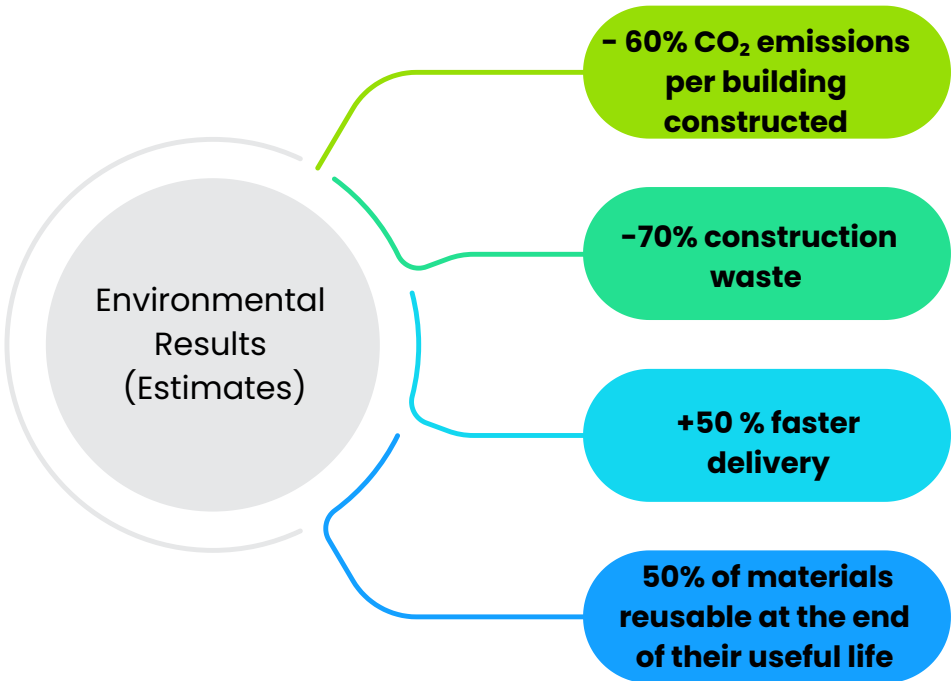 Environmental
Results
(Estimates)
- 60% CO₂ emissions
per building
constructed
-70% construction
waste
+50 % faster
delivery
50% of materials
reusable at the end
of their useful life